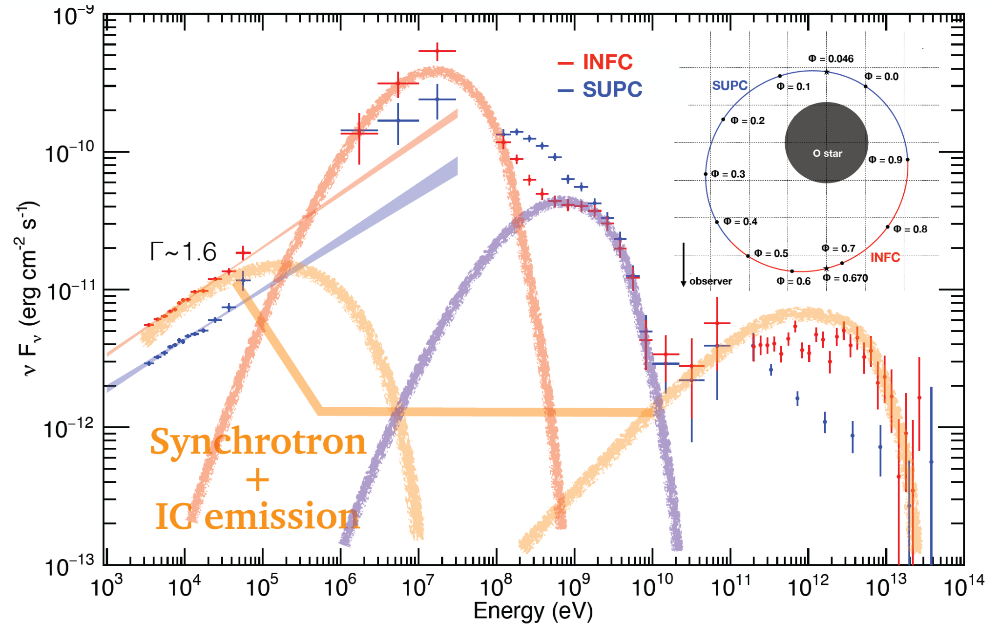 10⁻⁹
10⁻¹⁰
10⁻¹¹
10⁻¹²
10⁻¹³
ν Fν (erg cm⁻² s⁻¹)
INFC
SUPC
Γ~1.6
Synchrotron
+
IC emission
Φ = 0.046
SUPC
Φ = 0.0
Φ = 0.1
Φ = 0.2
O star
Φ = 0.9
Φ = 0.3
Φ = 0.4
Φ = 0.8
Φ = 0.7
Φ = 0.5
INFC
Φ = 0.670
Φ = 0.6
observer
10³ 10⁴ 10⁵ 10⁶ 10⁷ 10⁸ 10⁹ 10¹⁰ 10¹¹ 10¹² 10¹³ 10¹⁴
Energy (eV)